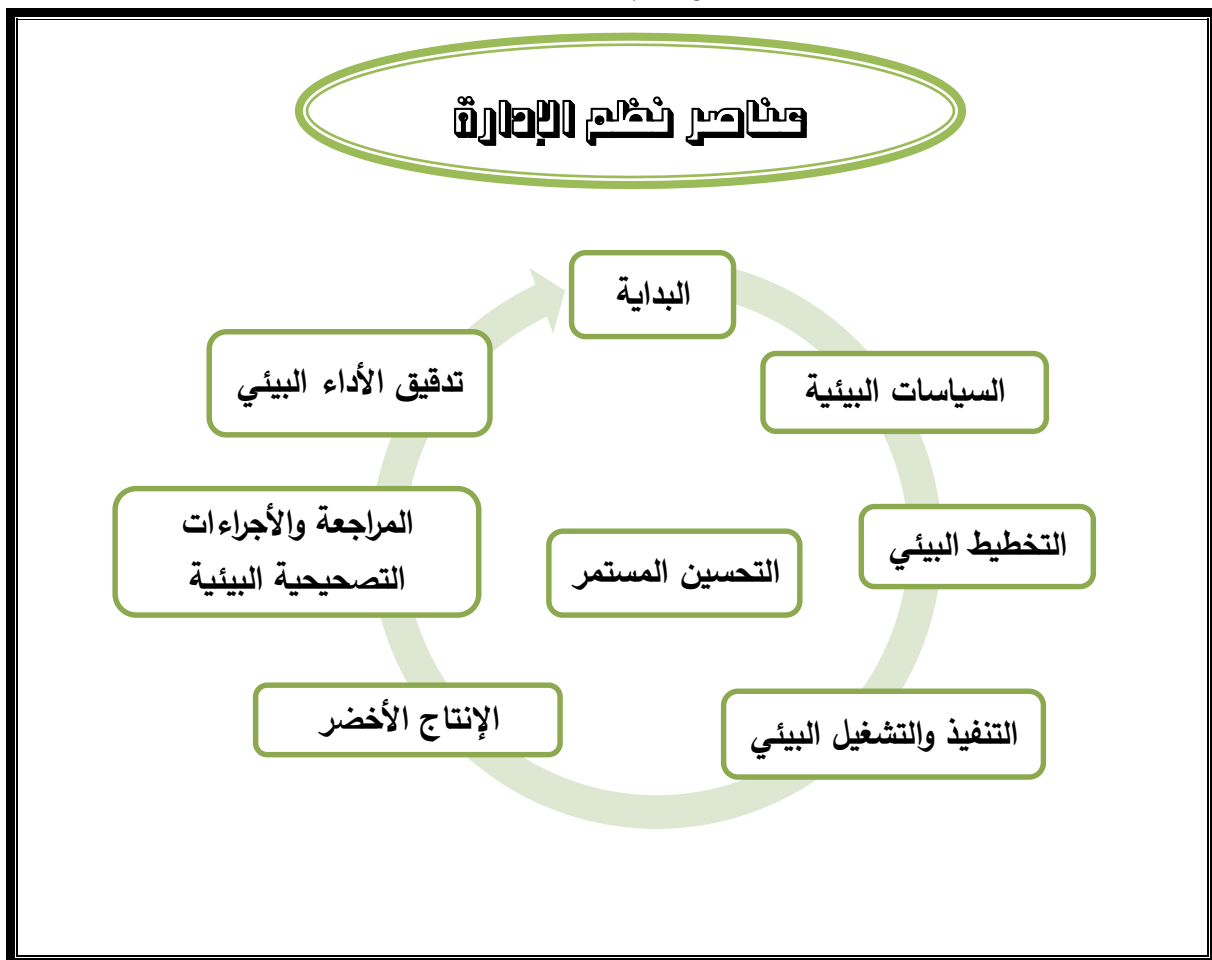 عناصر نظم الإدارة
البداية
السياسات البيئية
التخطيط البيئي
التنفيذ والتشغيل البيئي
الإنتاج الأخضر
المراجعة والأجراءات
التصحيحية البيئية
تدقيق الأداء البيئي
التحسين المستمر